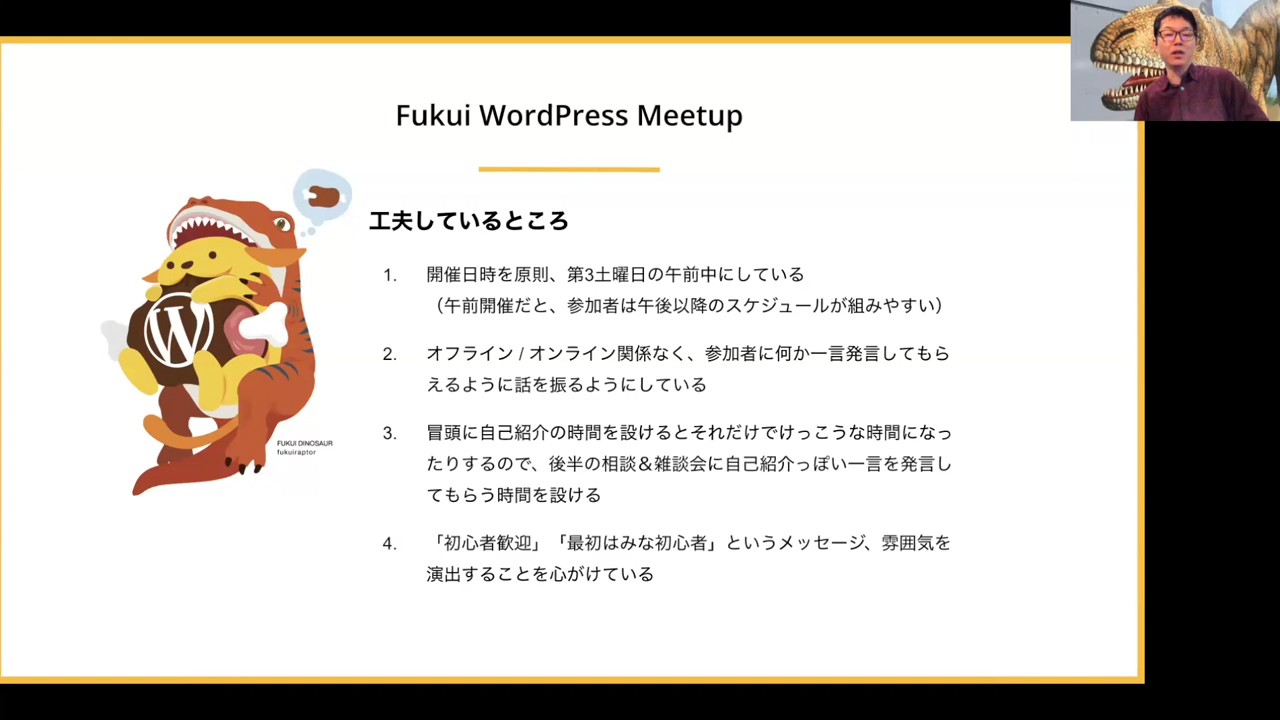 Fukui WordPress Meetup
工夫しているところ
1. 開催日時を原則、第3土曜日の午前中にしている
（午前開催だと、参加者は午後以降のスケジュールが組みやすい）
2. オフライン / オンライン関係なく、参加者に何か一言発言してもら
えるように話を振るようにしている
3. 冒頭に自己紹介の時間を設けるとそれだけでけっこうな時間になっ
たりするので、後半の相談＆雑談会に自己紹介っぽい一言を発言し
てもらう時間を設ける
4. 「初心者歓迎」「最初はみな初心者」というメッセージ、雰囲気を
演出することを心がけている
W
FUKUI DINOSAUR
fukuiraptor